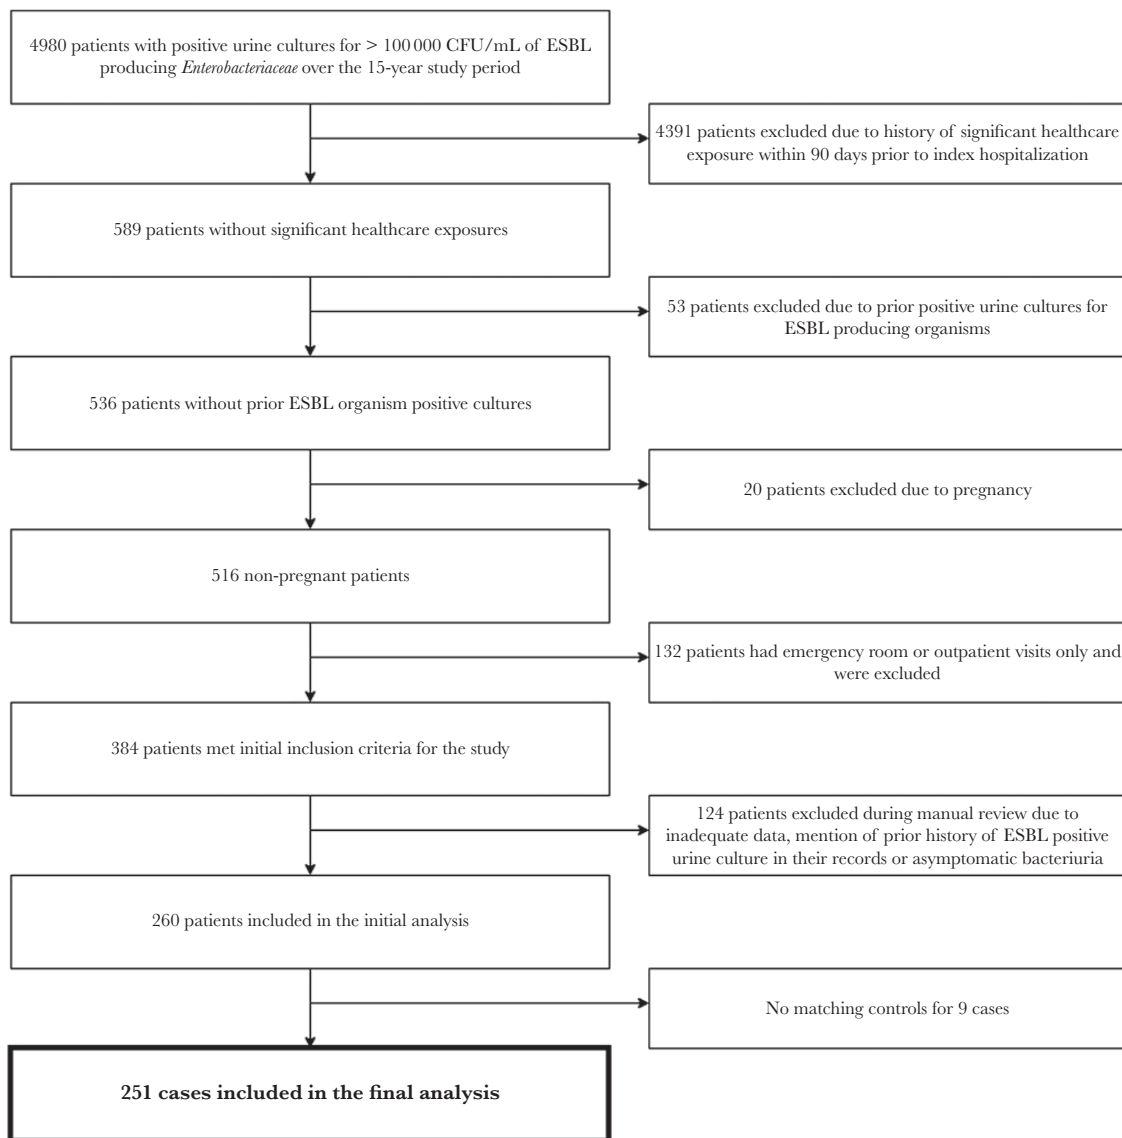 4980 patients with positive urine cultures for > 100 000 CFU/mL of ESBL
producing Enterobacteriaceae over the 15-year study period
4391 patients excluded due to history of significant healthcare
exposure within 90 days prior to index hospitalization
589 patients without significant healthcare exposures
53 patients excluded due to prior positive urine cultures for
ESBL producing organisms
536 patients without prior ESBL organism positive cultures
20 patients excluded due to pregnancy
516 non-pregnant patients
132 patients had emergency room or outpatient visits only and
were excluded
384 patients met initial inclusion criteria for the study
124 patients excluded during manual review due to
inadequate data, mention of prior history of ESBL positive
urine culture in their records or asymptomatic bacteriuria
260 patients included in the initial analysis
No matching controls for 9 cases
251 cases included in the final analysis